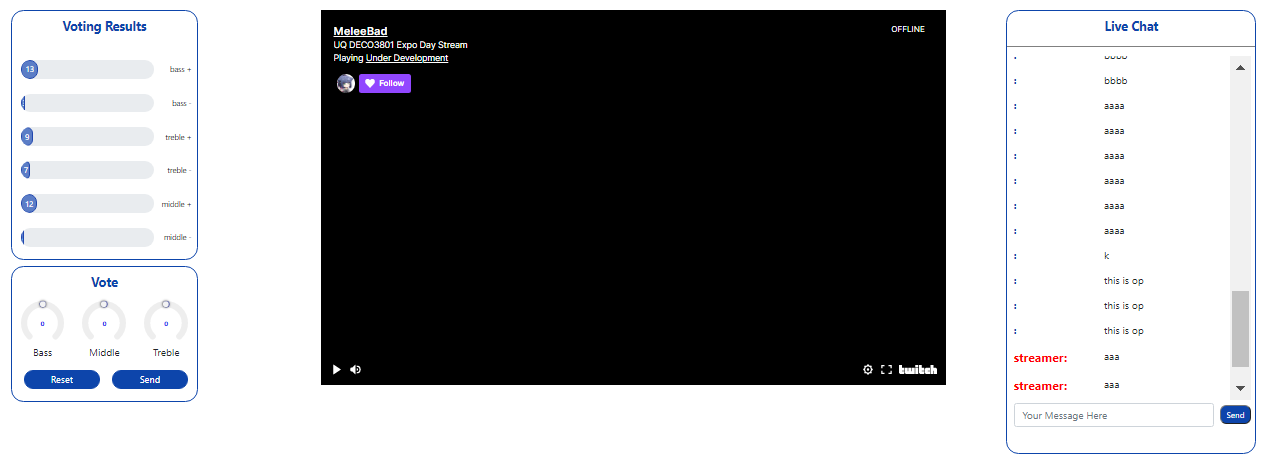 Voting Results
13 bass +
bass -
9 treble +
7 treble -
12 middle +
middle -
Vote
0 0 0
Bass Middle Treble
Reset Send
MeleeBad
OFFLINE
UQ DECO3801 Expo Day Stream
Playing Under Development
Follow
twitch
Live Chat
: bbbb
: bbbb
: aaaa
: aaaa
: aaaa
: aaaa
: aaaa
: aaaa
: k
: this is op
: this is op
: this is op
streamer: aaa
streamer: aaa
Your Message Here Send